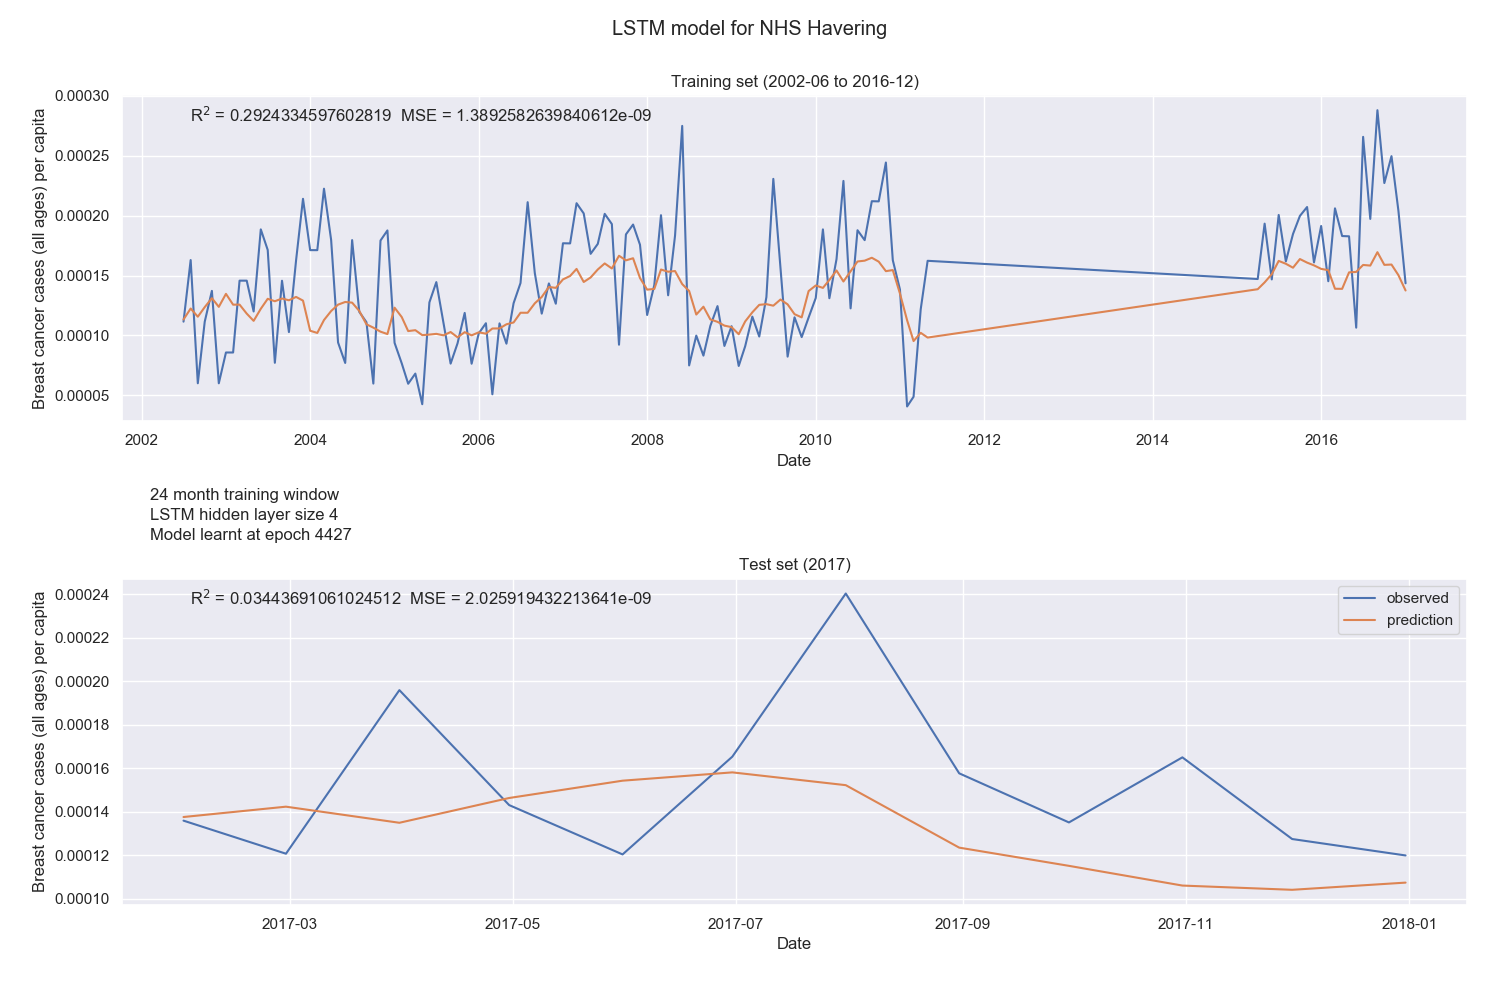 LSTM model for NHS Havering
Training set (2002-06 to 2016-12)
R² = 0.2924334597602819 MSE = 1.3892582639840612e-09
Breast cancer cases (all ages) per capita
0.00030
0.00025
0.00020
0.00015
0.00010
0.00005
2002 2004 2006 2008 2010 2012 2014 2016
Date
24 month training window
LSTM hidden layer size 4
Model learnt at epoch 4427
Test set (2017)
R² = 0.03443691061024512 MSE = 2.025919432213641e-09
observed
prediction
Breast cancer cases (all ages) per capita
0.00024
0.00022
0.00020
0.00018
0.00016
0.00014
0.00012
0.00010
2017-03 2017-05 2017-07 2017-09 2017-11 2018-01
Date